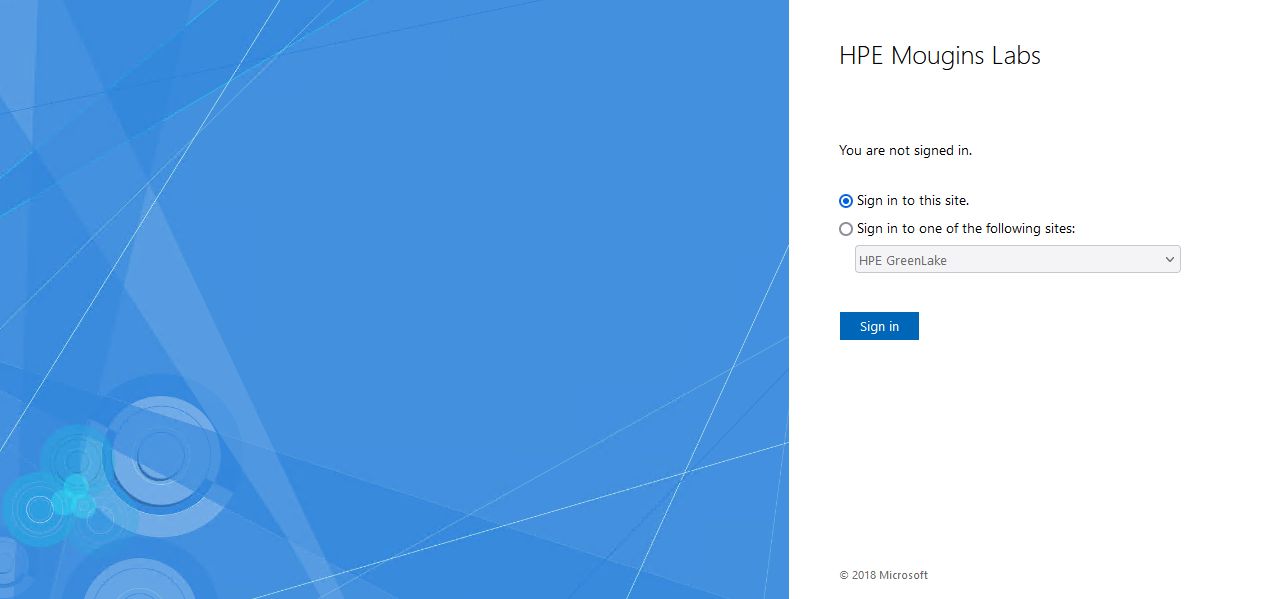 HPE Mougins Labs
You are not signed in.
Sign in to this site.
Sign in to one of the following sites:
HPE GreenLake
Sign in
© 2018 Microsoft